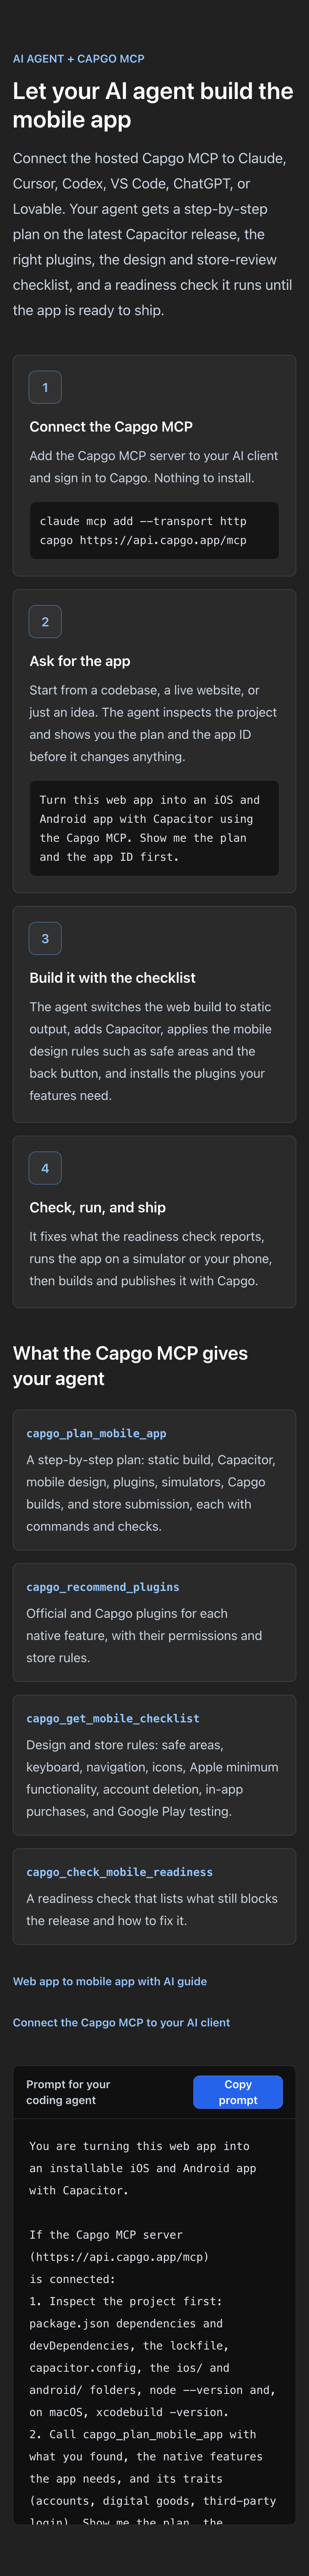 AI AGENT + CAPGO MCP
Let your AI agent build the
mobile app
Connect the hosted Capgo MCP to Claude,
Cursor, Codex, VS Code, ChatGPT, or
Lovable. Your agent gets a step-by-step
plan on the latest Capacitor release, the
right plugins, the design and store-review
checklist, and a readiness check it runs until
the app is ready to ship.
1
Connect the Capgo MCP
Add the Capgo MCP server to your AI client
and sign in to Capgo. Nothing to install.
claude mcp add --transport http
capgo https://api.capgo.app/mcp
2
Ask for the app
Start from a codebase, a live website, or
just an idea. The agent inspects the project
and shows you the plan and the app ID
before it changes anything.
Turn this web app into an iOS and
Android app with Capacitor using
the Capgo MCP. Show me the plan
and the app ID first.
3
Build it with the checklist
The agent switches the web build to static
output, adds Capacitor, applies the mobile
design rules such as safe areas and the
back button, and installs the plugins your
features need.
4
Check, run, and ship
It fixes what the readiness check reports,
runs the app on a simulator or your phone,
then builds and publishes it with Capgo.
What the Capgo MCP gives
your agent
capgo_plan_mobile_app
A step-by-step plan: static build, Capacitor,
mobile design, plugins, simulators, Capgo
builds, and store submission, each with
commands and checks.
capgo_recommend_plugins
Official and Capgo plugins for each
native feature, with their permissions and
store rules.
capgo_get_mobile_checklist
Design and store rules: safe areas,
keyboard, navigation, icons, Apple minimum
functionality, account deletion, in-app
purchases, and Google Play testing.
capgo_check_mobile_readiness
A readiness check that lists what still blocks
the release and how to fix it.
Web app to mobile app with AI guide
Connect the Capgo MCP to your AI client
Prompt for your
coding agent
Copy
prompt
You are turning this web app into
an installable iOS and Android app
with Capacitor.
If the Capgo MCP server
(https://api.capgo.app/mcp)
is connected:
1. Inspect the project first:
package.json dependencies and
devDependencies, the lockfile,
capacitor.config, the ios/ and
android/ folders, node --version and,
on macOS, xcodebuild -version.
2. Call capgo_plan_mobile_app with
what you found, the native features
the app needs, and its traits
(accounts, digital goods, third-party
login). Show me the plan, the